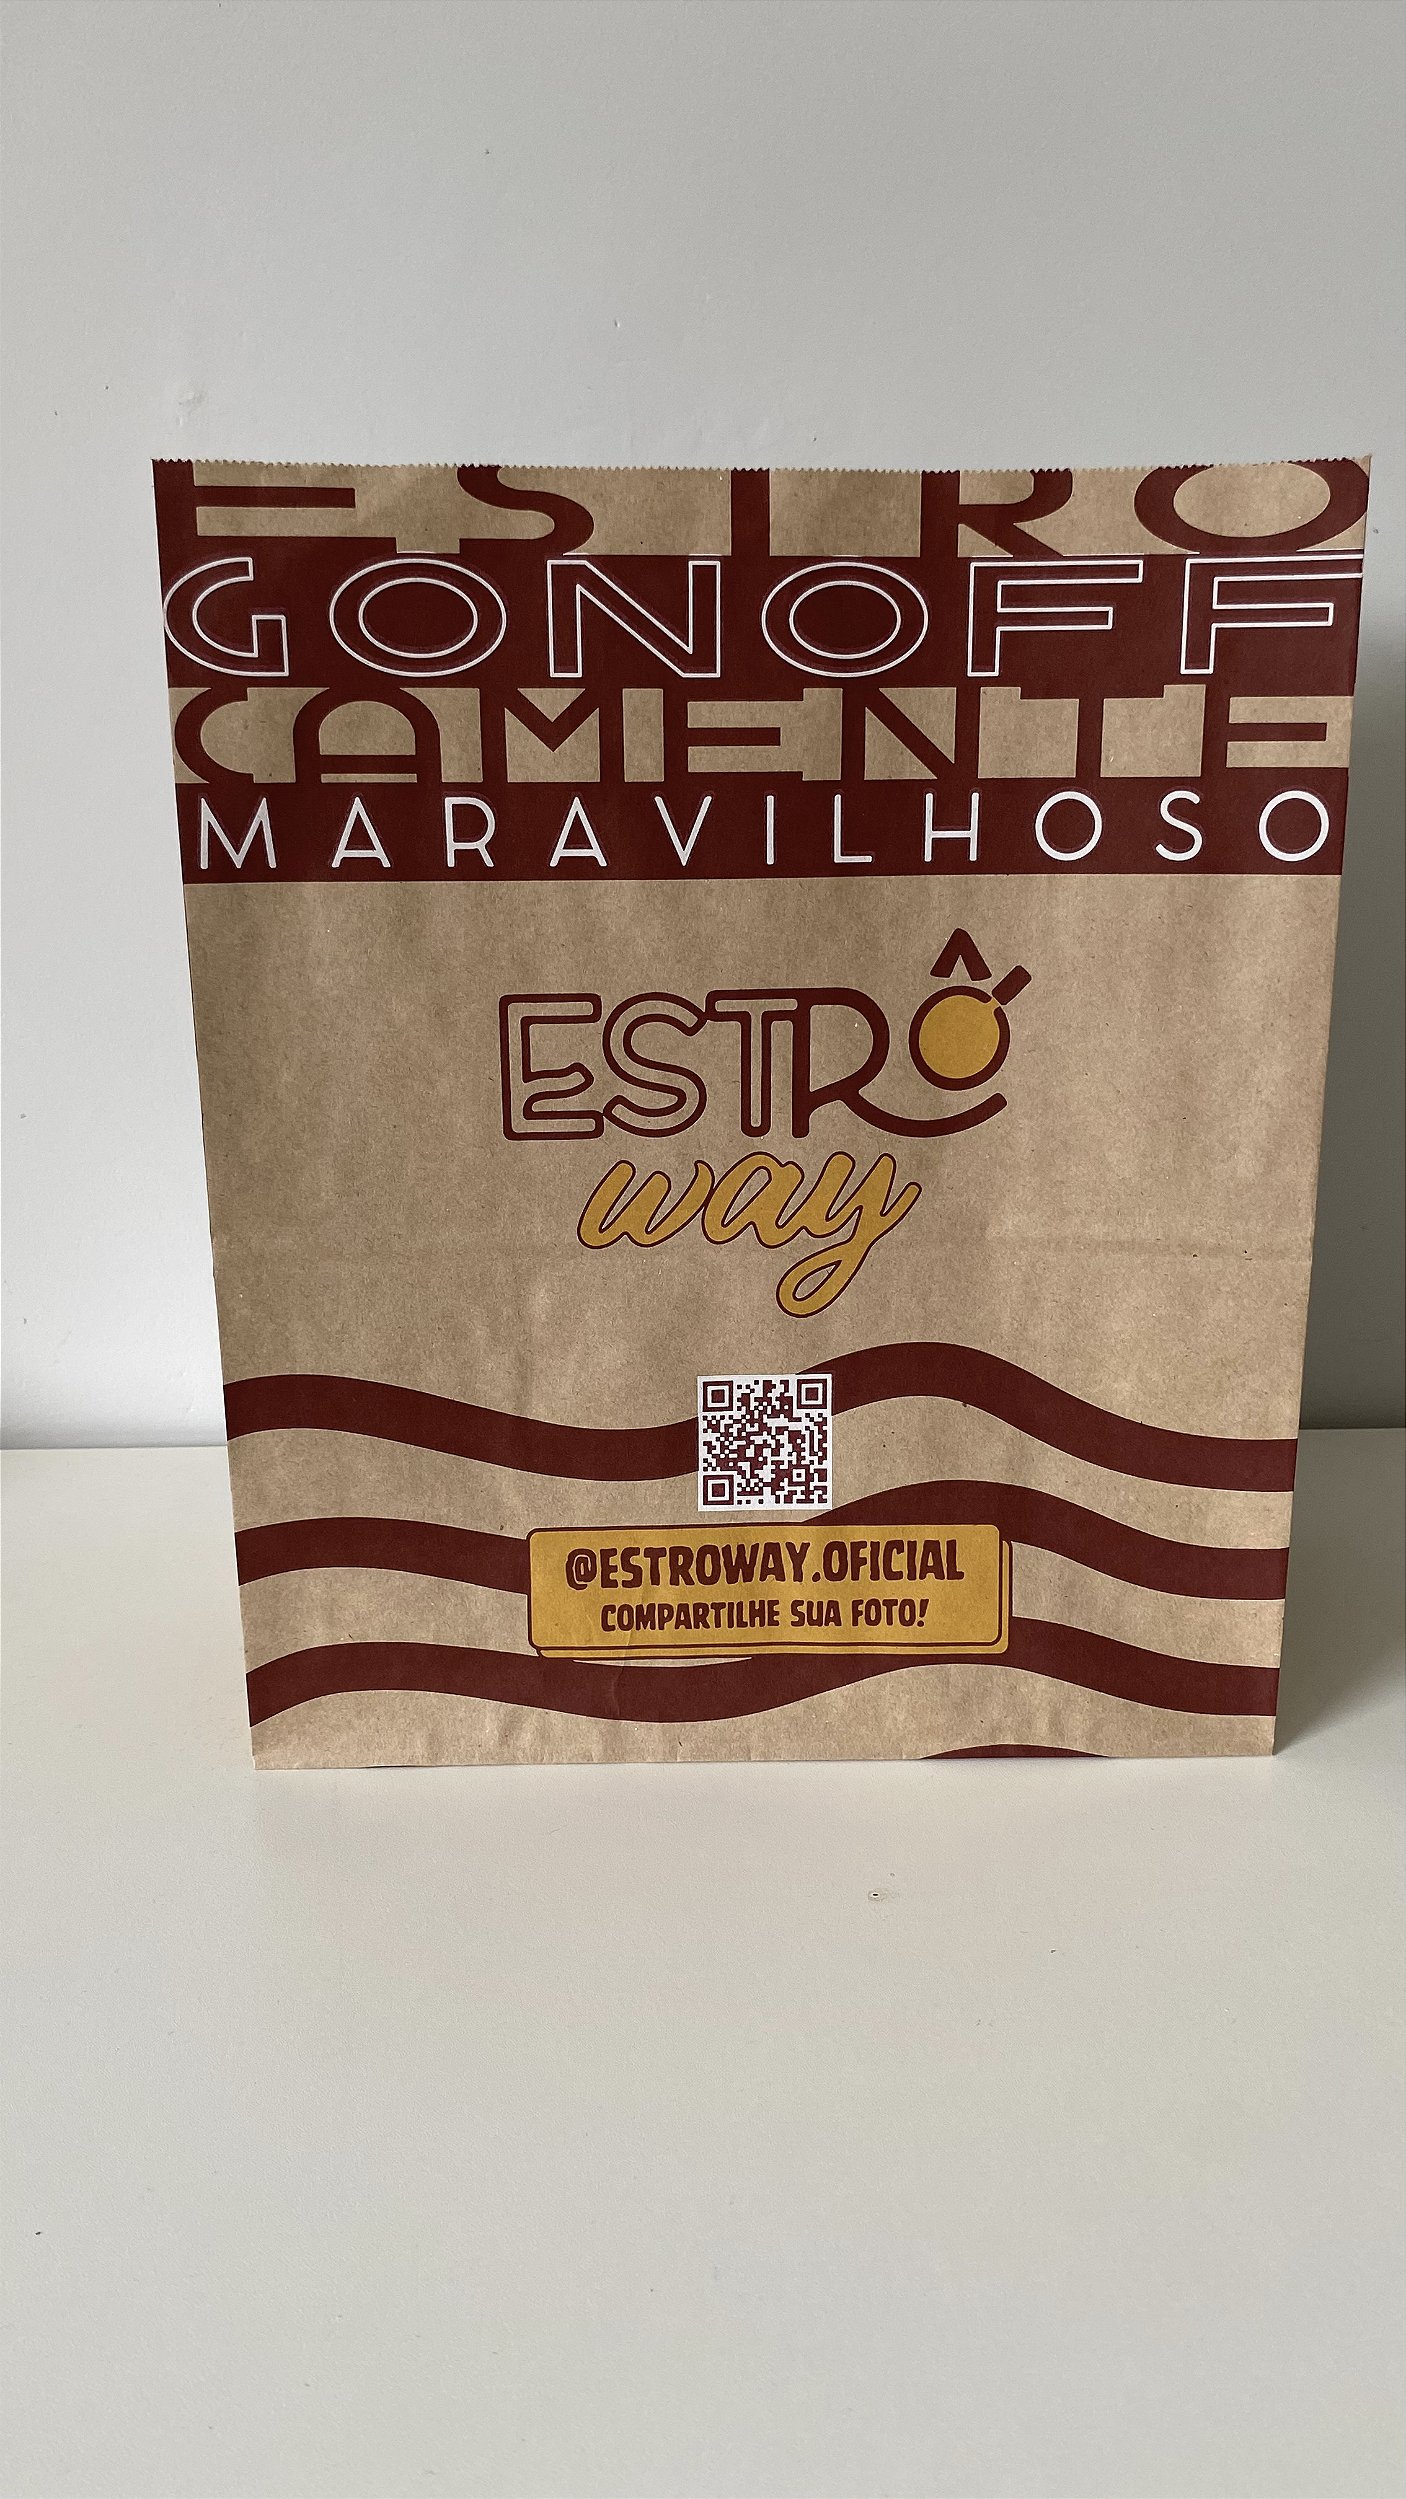 ESTRO
GONOFF
CAMENTE
MARAVILHOSO
ESTRÔ
way
@ESTROWAY.OFICIAL
COMPARTILHE SUA FOTO!